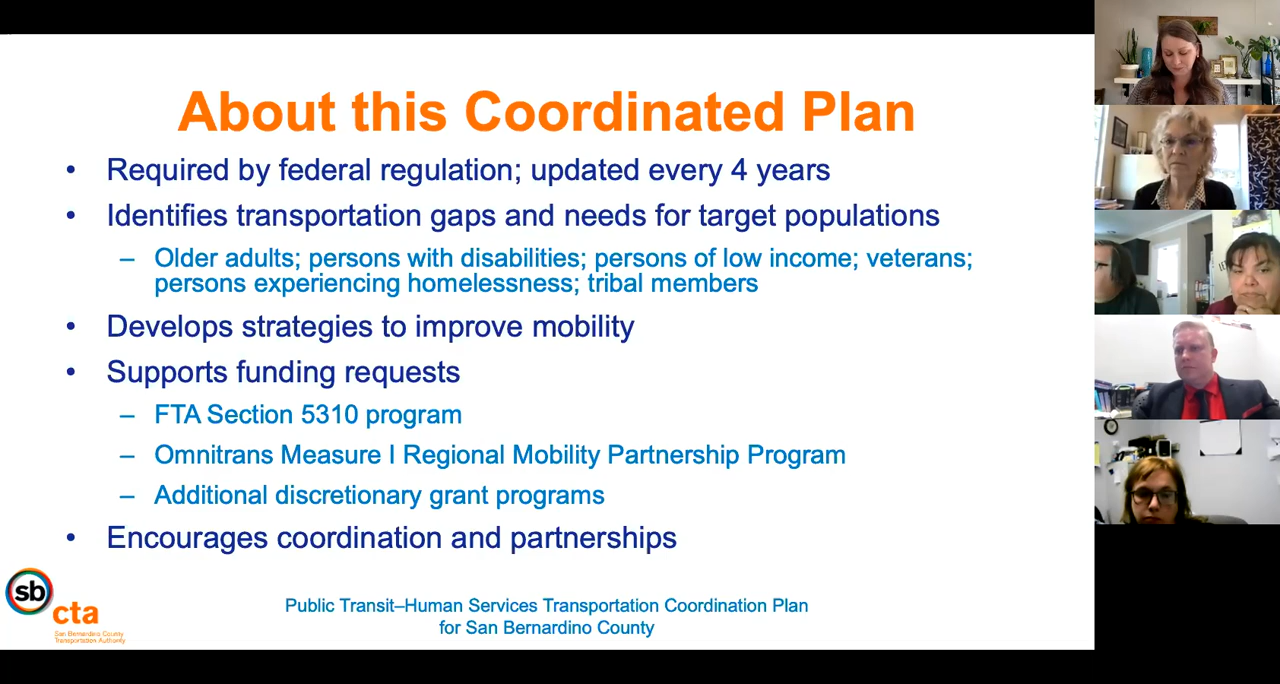 About this Coordinated Plan
• Required by federal regulation; updated every 4 years
• Identifies transportation gaps and needs for target populations
– Older adults; persons with disabilities; persons of low income; veterans;
persons experiencing homelessness; tribal members
• Develops strategies to improve mobility
• Supports funding requests
– FTA Section 5310 program
– Omnitrans Measure I Regional Mobility Partnership Program
– Additional discretionary grant programs
• Encourages coordination and partnerships
sb
cta
San Bernardino County
Transportation Authority
Public Transit–Human Services Transportation Coordination Plan
for San Bernardino County